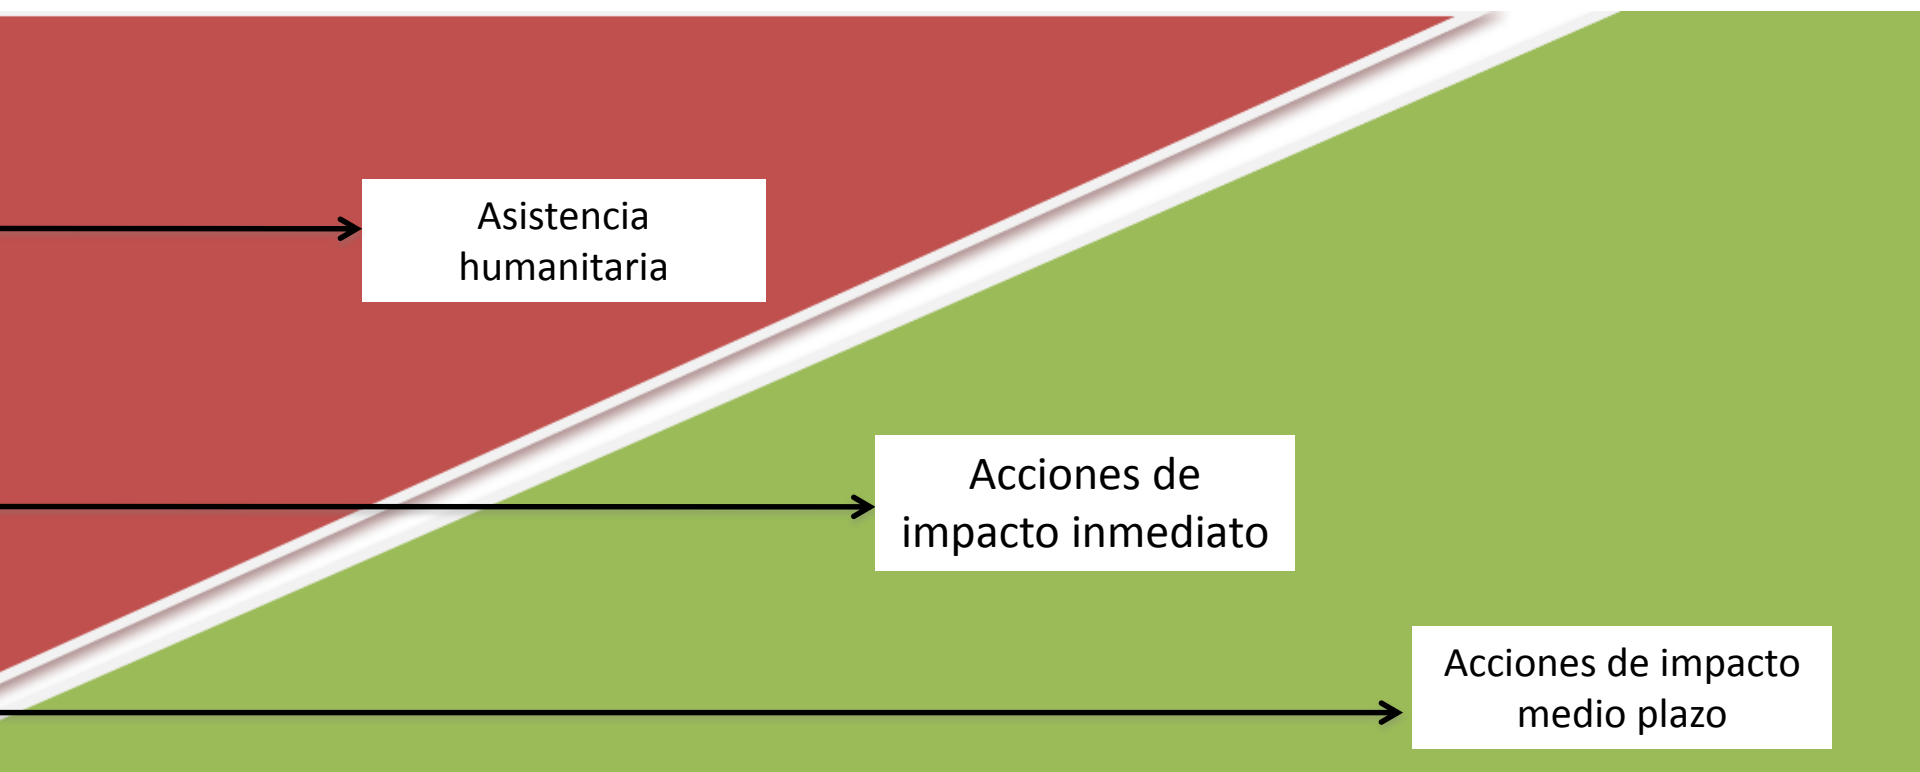 Asistencia
humanitaria
Acciones de
impacto inmediato
Acciones de impacto
medio plazo